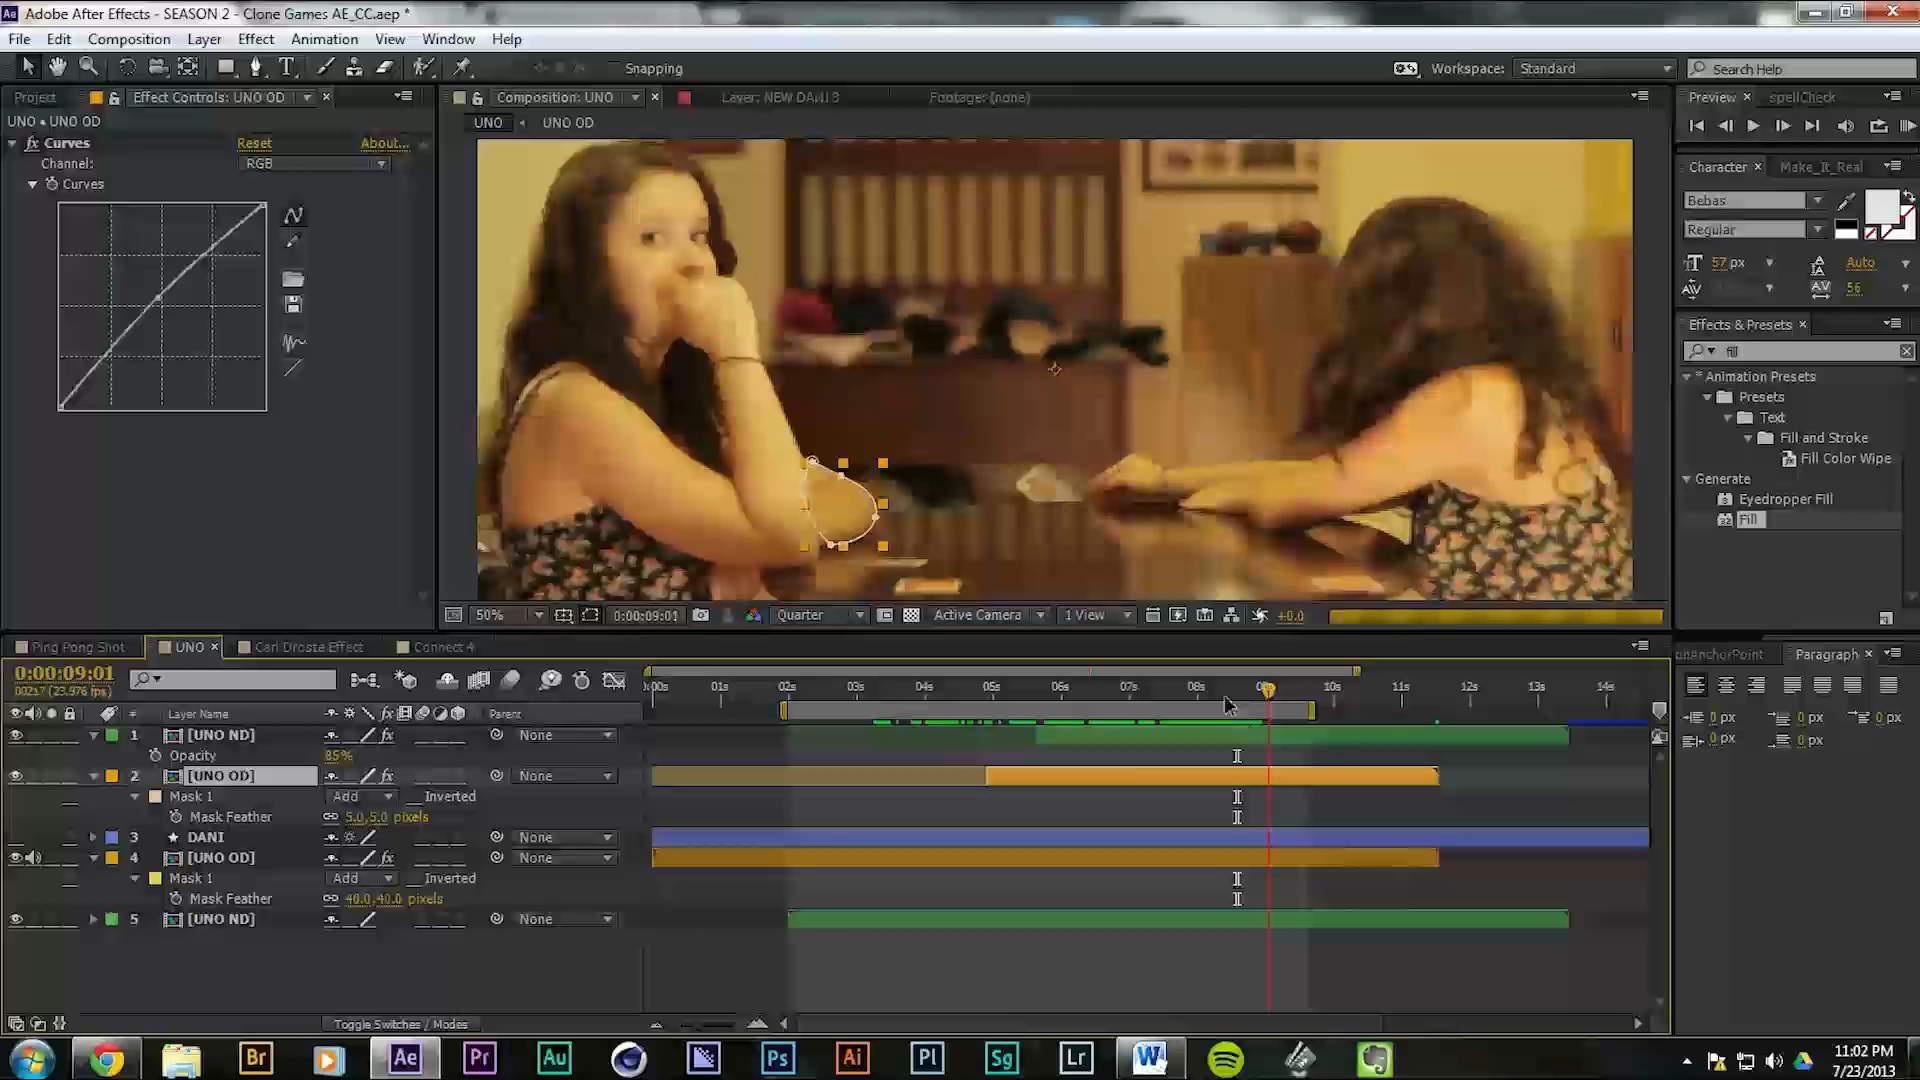 Adobe After Effects - SEASON 2 - Clone Games AE_CC.aep *
File Edit Composition Layer Effect Animation View Window Help
Snapping
Workspace: Standard
Search Help
Project Effect Controls: UNO OD
Composition: UNO
Layer: NEW DANI 3
Footage: (none)
Preview spellCheck
UNO • UNO OD
UNO UNO OD
fx Curves Reset About...
Channel: RGB
Curves
Character Make_It_Real
Bebas
Regular
57 px Auto
56
Effects & Presets
fill
* Animation Presets
Presets
Text
Fill and Stroke
Fill Color Wipe
Generate
Eyedropper Fill
Fill
50% 0:00:09:01 Quarter Active Camera 1 View +0.0
Ping Pong Shot UNO Carl Droste Effect Connect 4
unAnchorPoint Paragraph
0:00:09:01
00217 (23.976 fps)
:00s 01s 02s 03s 04s 05s 06s 07s 08s 10s 11s 12s 13s 14s
# Layer Name Parent
0 px 0 px 0 px
0 px 0 px
1 [UNO ND] fx None
Opacity 85%
2 [UNO OD] fx None
Mask 1 Add Inverted
Mask Feather 5.0,5.0 pixels
3 DANI None
4 [UNO OD] fx None
Mask 1 Add Inverted
Mask Feather 40.0,40.0 pixels
5 [UNO ND] None
Toggle Switches / Modes
Br Ae Pr Au Ps Ai Pl Sg Lr W
11:02 PM
7/23/2013